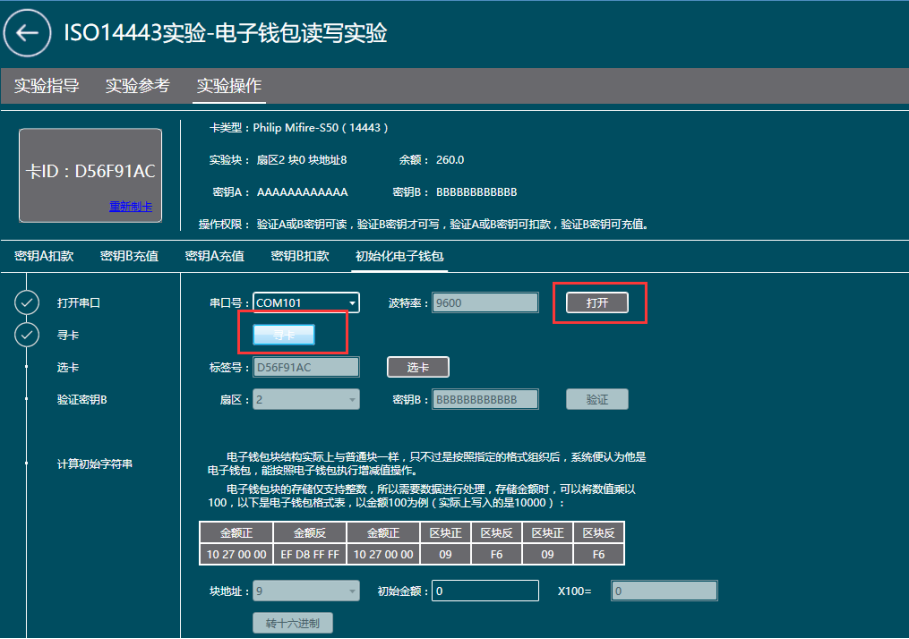 ISO14443实验-电子钱包读写实验
实验指导 实验参考 实验操作
卡类型：Philip Mifire-S50（14443）
卡ID：D56F91AC
重新制卡
实验块： 扇区2 块0 块地址8 余额： 260.0
密钥A： AAAAAAAAAAAA 密钥B： BBBBBBBBBBBB
操作权限： 验证A或B密钥可读，验证B密钥才可写，验证A或B密钥可扣款，验证B密钥可充值。
密钥A扣款 密钥B充值 密钥A充值 密钥B扣款 初始化电子钱包
打开串口 串口号： COM101 波特率： 9600 打开
寻卡 寻卡
选卡 标签号： D56F91AC 选卡
验证密钥B 扇区： 2 密钥B： BBBBBBBBBBBB 验证
计算初始字符串
电子钱包块结构实际上与普通块一样，只不过是按照指定的格式组织后，系统便认为他是
电子钱包，能按照电子钱包执行增减值操作。
电子钱包块的存储仅支持整数，所以需要数据进行处理，存储金额时，可以将数值乘以
100，以下是电子钱包格式表，以金额100为例（实际上写入的是10000）：
金额正 金额反 金额正 区块正 区块反 区块正 区块反
10 27 00 00 EF D8 FF FF 10 27 00 00 09 F6 09 F6
块地址： 9 初始金额： 0 X100= 0
转十六进制